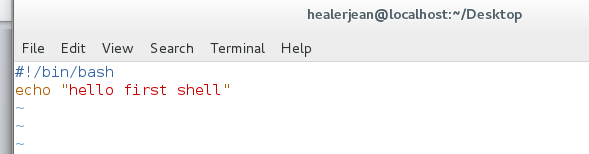 healerjean@localhost:~/Desktop
File Edit View Search Terminal Help
#!/bin/bash
echo "hello first shell"
~
~
~